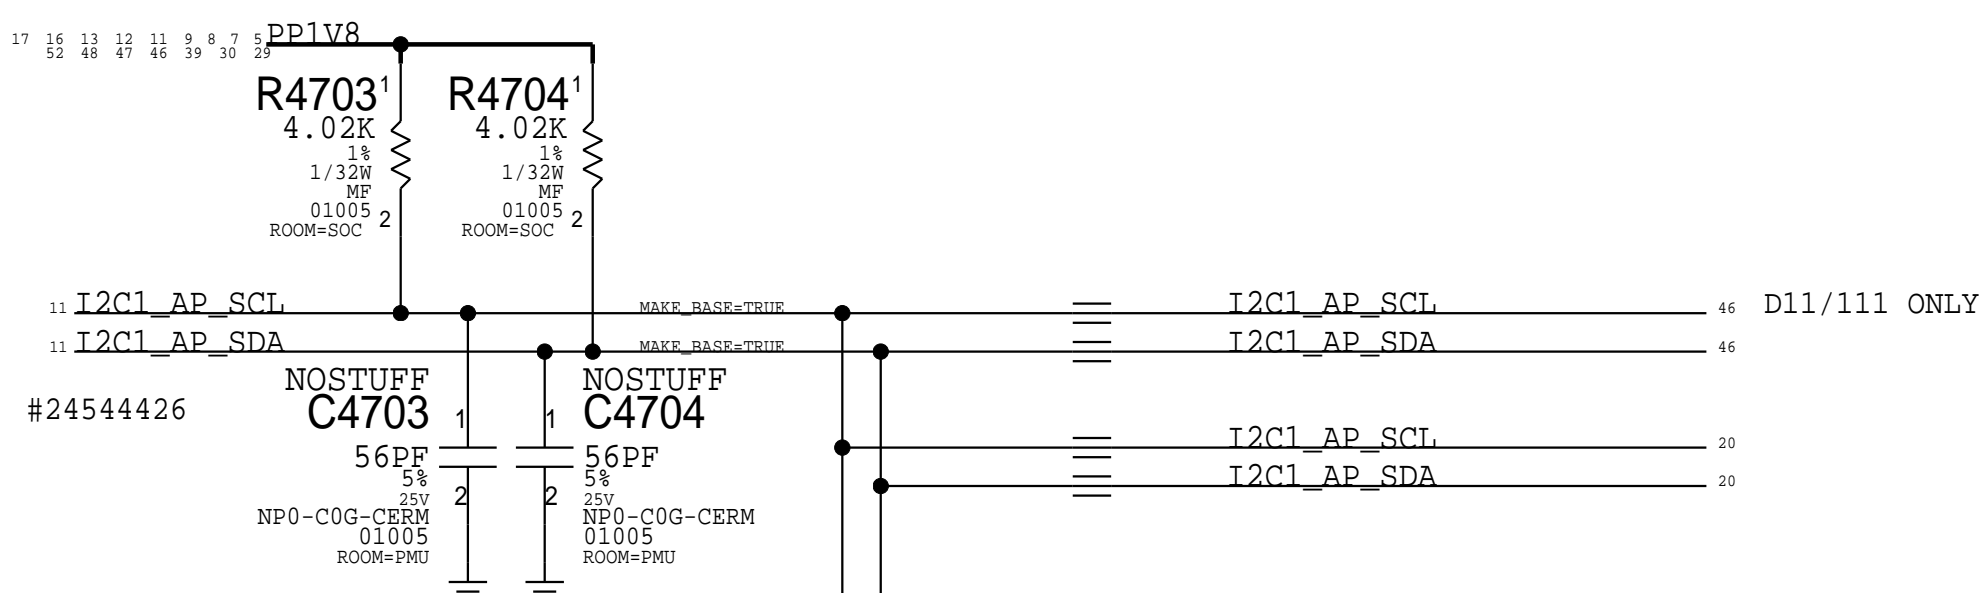 PP1V8
17 16 13 12 11 9 8 7 5
52 48 47 46 39 30 29
R4703 1
4.02K
1%
1/32W
MF
01005
ROOM=SOC
2
R4704 1
4.02K
1%
1/32W
MF
01005
ROOM=SOC
2
11 I2C1_AP_SCL
MAKE_BASE=TRUE
I2C1_AP_SCL 46 D11/111 ONLY
11 I2C1_AP_SDA
MAKE_BASE=TRUE
I2C1_AP_SDA 46
#24544426
NOSTUFF
C4703
1
56PF
5%
25V
2
NP0-C0G-CERM
01005
ROOM=PMU
NOSTUFF
C4704
1
56PF
5%
25V
2
NP0-C0G-CERM
01005
ROOM=PMU
I2C1_AP_SCL 20
I2C1_AP_SDA 20